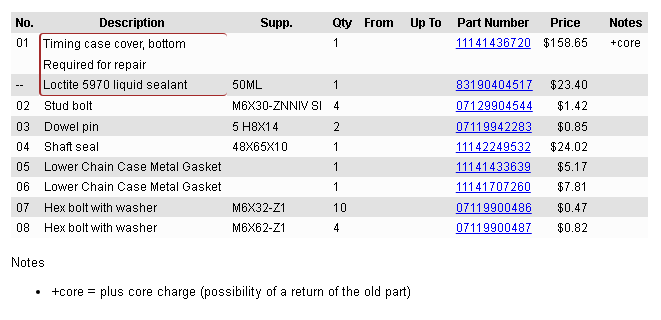 No. Description Supp. Qty From Up To Part Number Price Notes
01 Timing case cover, bottom 1 11141436720 $158.65 +core
Required for repair
-- Loctite 5970 liquid sealant 50ML 1 83190404517 $23.40
02 Stud bolt M6X30-ZNNIV SI 4 07129904544 $1.42
03 Dowel pin 5 H8X14 2 07119942283 $0.85
04 Shaft seal 48X65X10 1 11142249532 $24.02
05 Lower Chain Case Metal Gasket 1 11141433639 $5.17
06 Lower Chain Case Metal Gasket 1 11141707260 $7.81
07 Hex bolt with washer M6X32-Z1 10 07119900486 $0.47
08 Hex bolt with washer M6X62-Z1 4 07119900487 $0.82
Notes
• +core = plus core charge (possibility of a return of the old part)